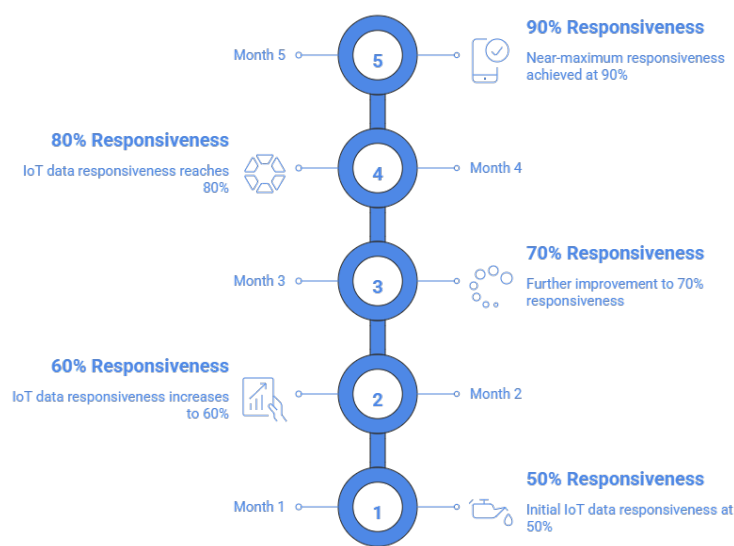 90% Responsiveness
Month 5
5
Near-maximum responsiveness
achieved at 90%
80% Responsiveness
IoT data responsiveness reaches
80%
4
Month 4
70% Responsiveness
Month 3
3
Further improvement to 70%
responsiveness
60% Responsiveness
IoT data responsiveness increases
to 60%
2
Month 2
50% Responsiveness
Month 1
1
Initial IoT data responsiveness at
50%